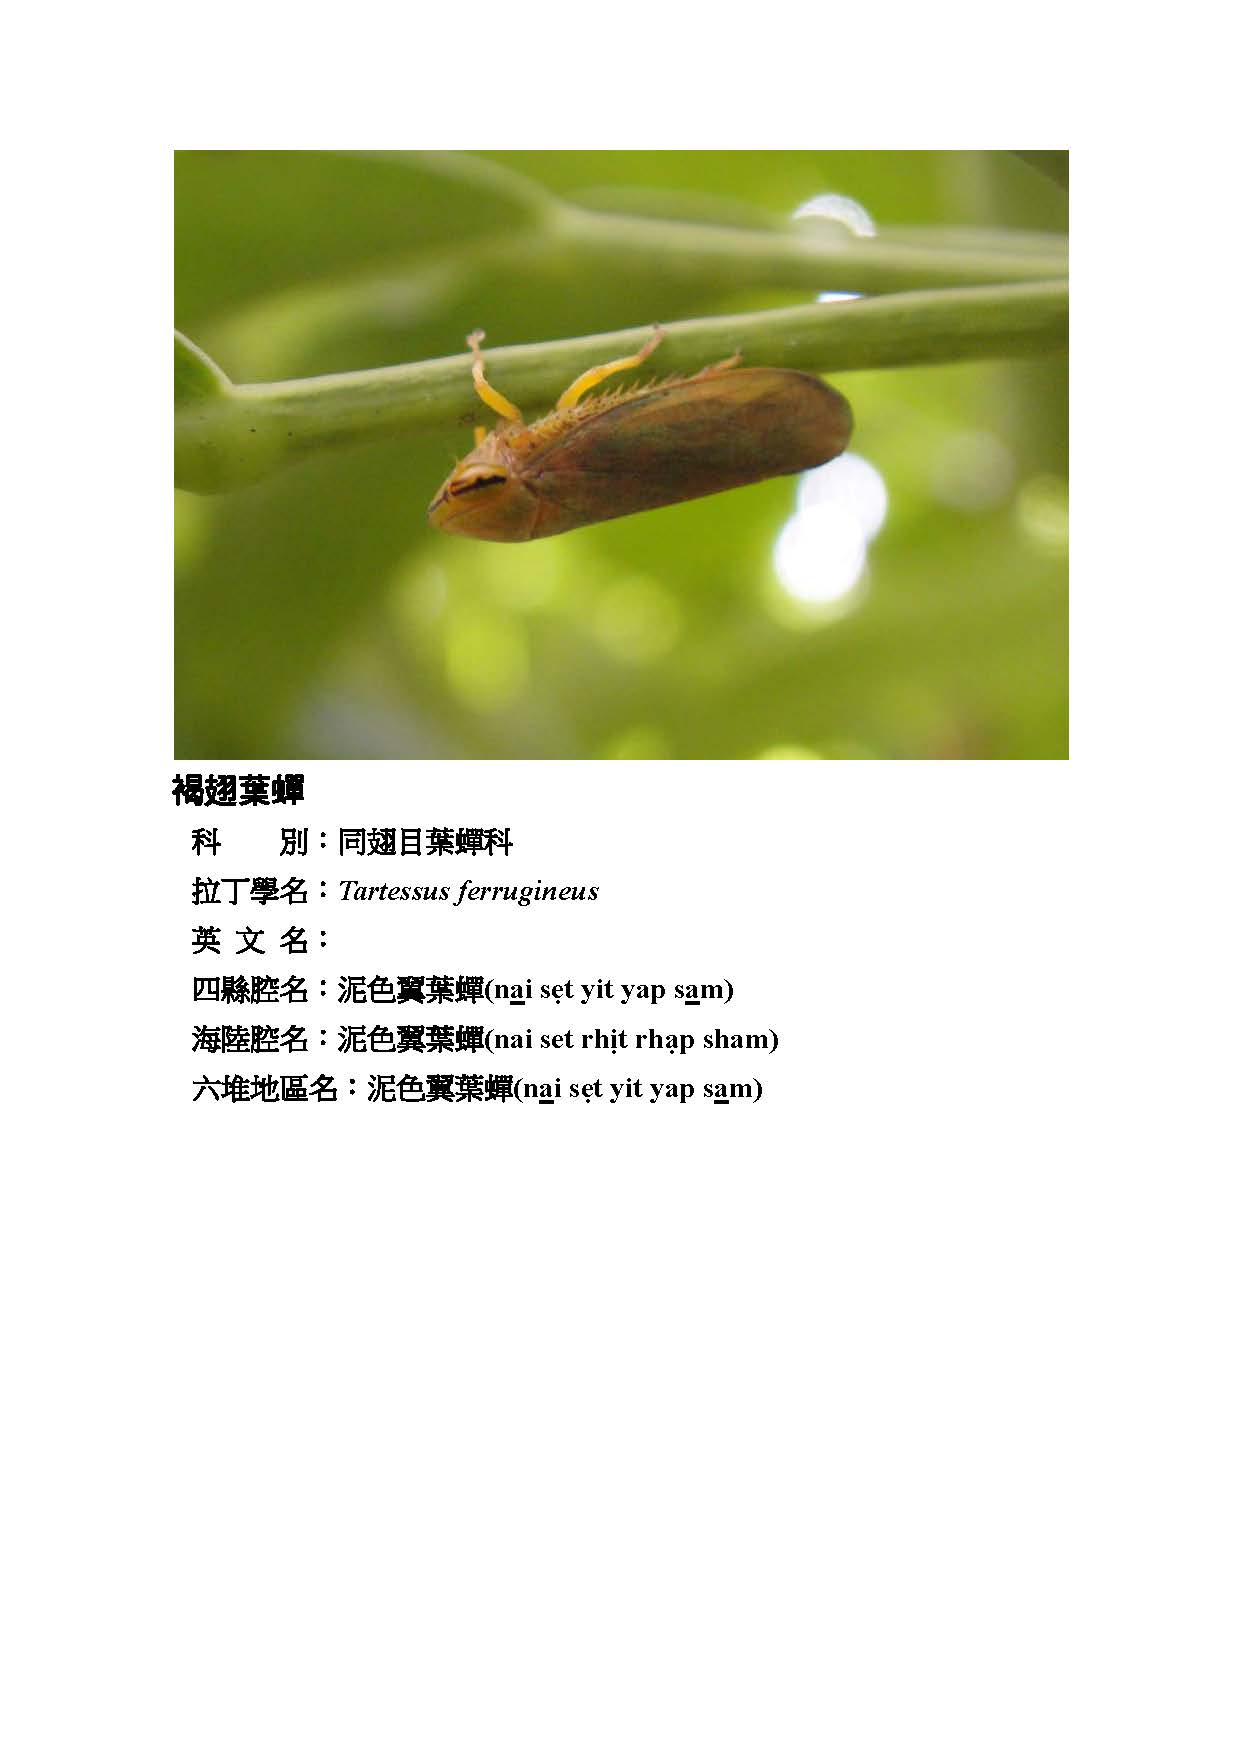 褐翅葉蟬
科　　別：同翅目葉蟬科
拉丁學名：Tartessus ferrugineus
英 文 名：
四縣腔名：泥色翼葉蟬(na̲i sẹt yit yap sa̲m)
海陸腔名：泥色翼葉蟬(nai set rhịt rhạp sham)
六堆地區名：泥色翼葉蟬(na̲i sẹt yit yap sa̲m)